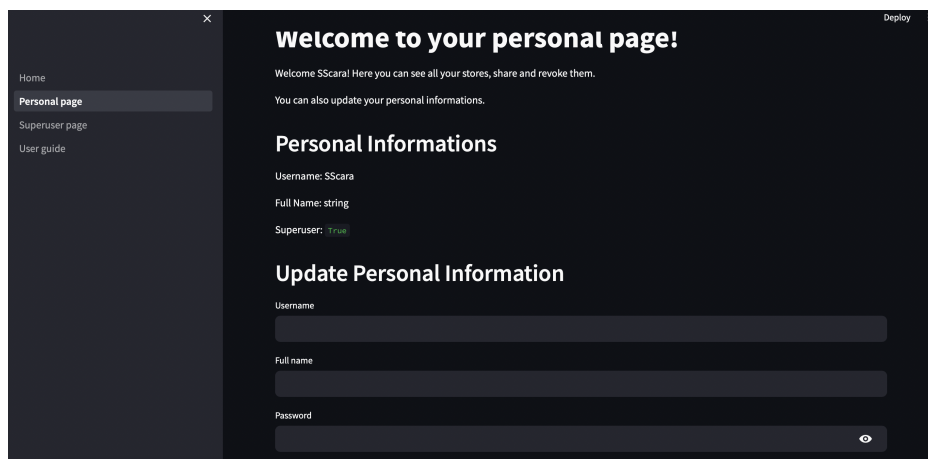 Deploy
Home
Personal page
Superuser page
User guide
Welcome to your personal page!
Welcome SScara! Here you can see all your stores, share and revoke them.
You can also update your personal informations.
Personal Informations
Username: SScara
Full Name: string
Superuser: True
Update Personal Information
Username
Full name
Password